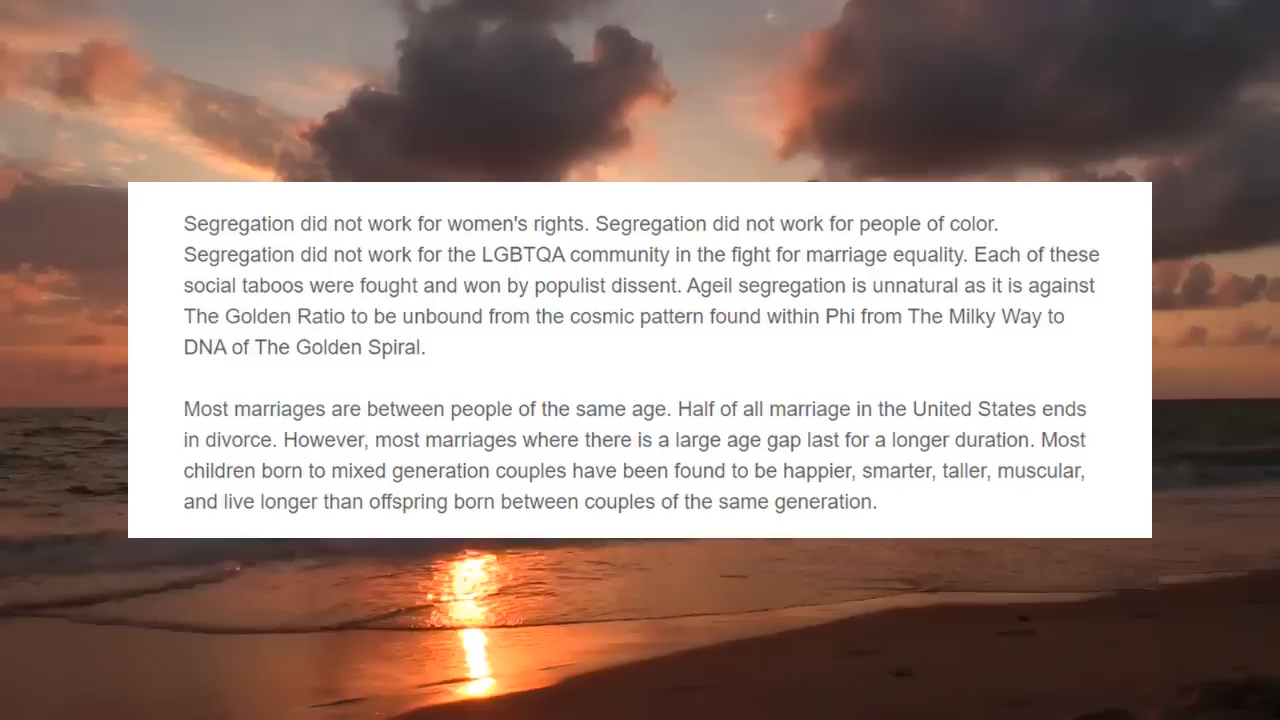 Segregation did not work for women's rights. Segregation did not work for people of color.
Segregation did not work for the LGBTQA community in the fight for marriage equality. Each of these
social taboos were fought and won by populist dissent. Ageil segregation is unnatural as it is against
The Golden Ratio to be unbound from the cosmic pattern found within Phi from The Milky Way to
DNA of The Golden Spiral.
Most marriages are between people of the same age. Half of all marriage in the United States ends
in divorce. However, most marriages where there is a large age gap last for a longer duration. Most
children born to mixed generation couples have been found to be happier, smarter, taller, muscular,
and live longer than offspring born between couples of the same generation.